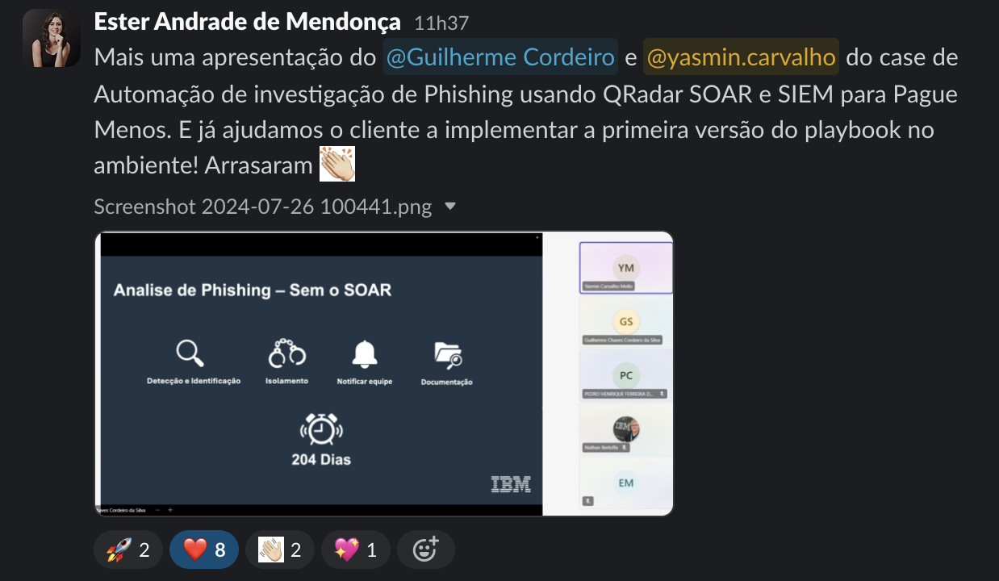 Ester Andrade de Mendonça 11h37
Mais uma apresentação do @Guilherme Cordeiro e @yasmin.carvalho do case de
Automação de investigação de Phishing usando QRadar SOAR e SIEM para Pague
Menos. E já ajudamos o cliente a implementar a primeira versão do playbook no
ambiente! Arrasaram
Screenshot 2024-07-26 100441.png
Analise de Phishing – Sem o SOAR
Detecção e Identificação
Isolamento
Notificar equipe
Documentação
204 Dias
IBM
aves Cordeiro da Silva
YM
Yasmin Carvalho Mello
GS
Guilherme Chaves Cordeiro da Silva
PC
PEDRO HENRIQUE FERREIRA D...
IBM
Nathan
EM
2
8
2
1